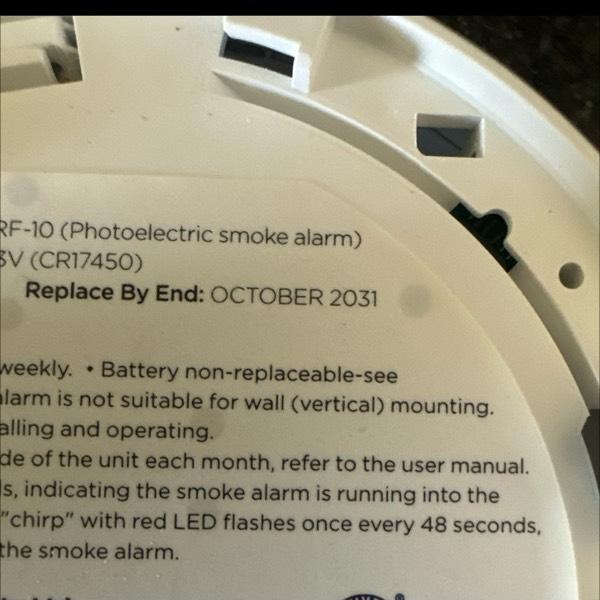 RF-10 (Photoelectric smoke alarm)
3V (CR17450)
Replace By End: OCTOBER 2031
weekly. • Battery non-replaceable-see
alarm is not suitable for wall (vertical) mounting.
alling and operating.
de of the unit each month, refer to the user manual.
ls, indicating the smoke alarm is running into the
"chirp" with red LED flashes once every 48 seconds,
the smoke alarm.